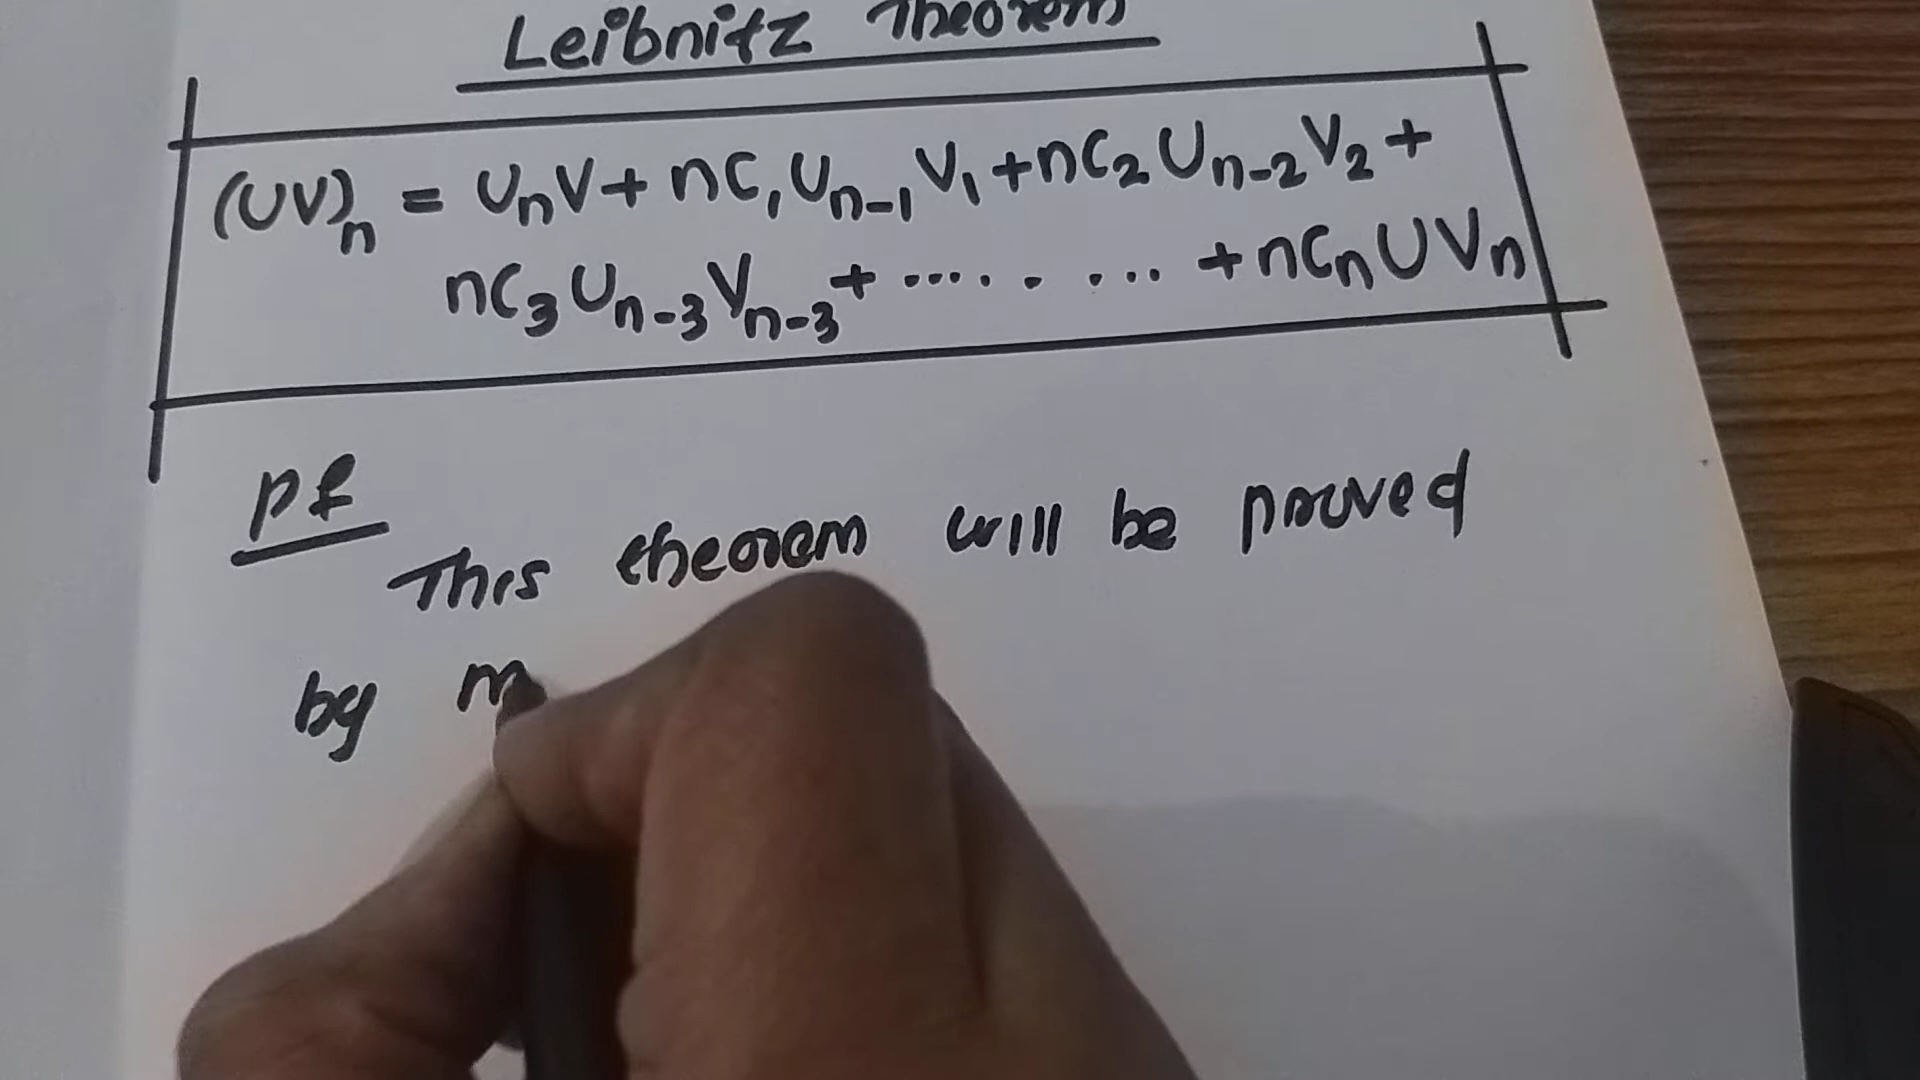 Leibnitz Theorem
(UV)n = UnV + nC1Un-1V1 + nC2Un-2V2 +
nC3Un-3Vn-3 + ........ + nCnUVn
Pf
This theorem will be proved
by m